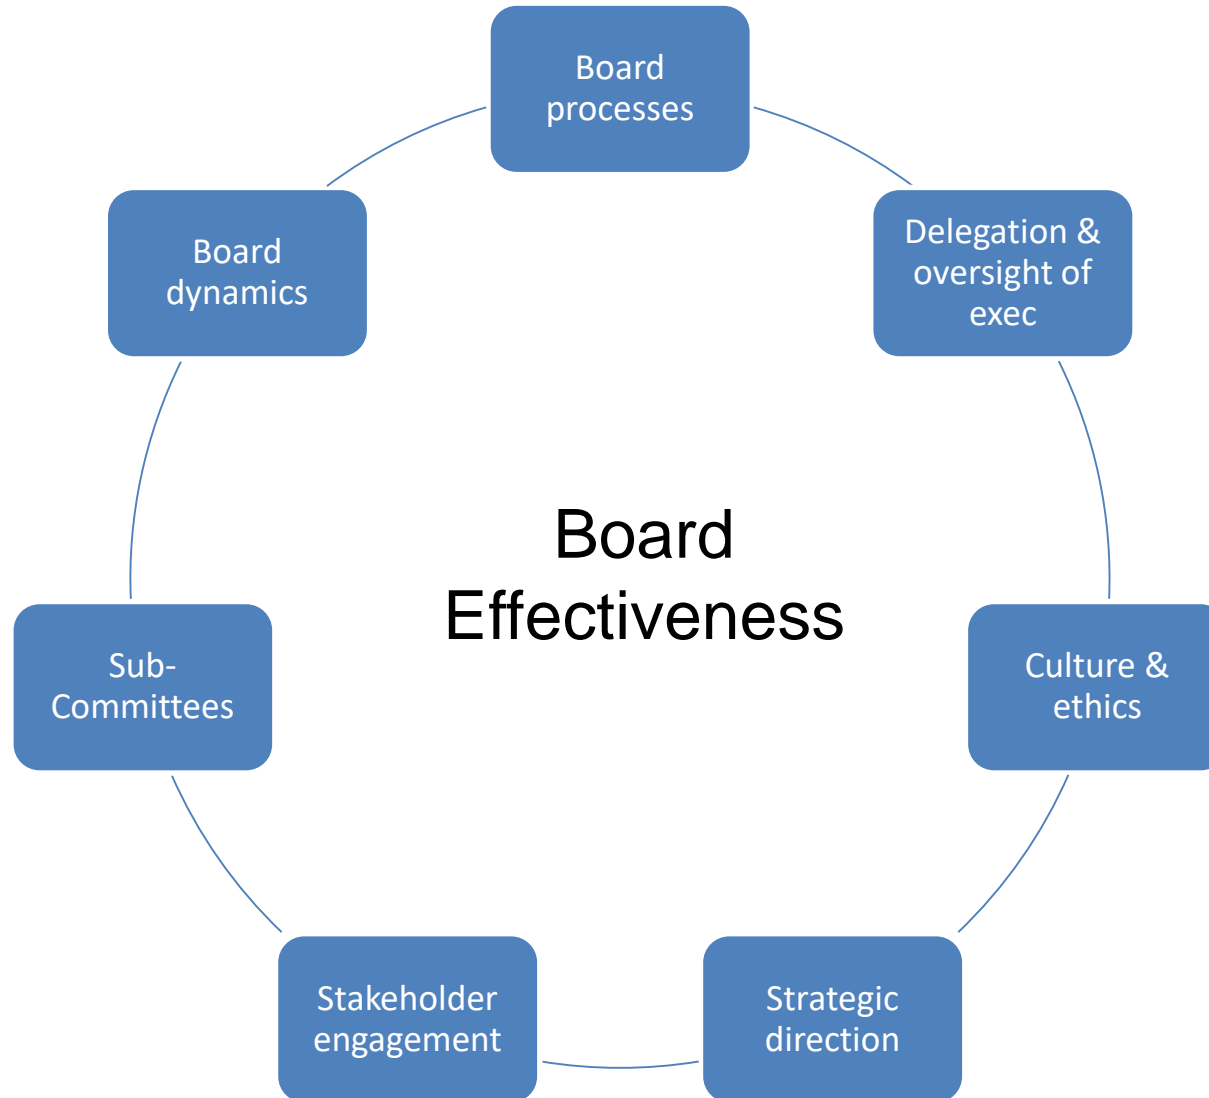 Board
processes
Delegation &
oversight of
exec
Culture &
ethics
Strategic
direction
Stakeholder
engagement
Sub-
Committees
Board
dynamics
Board
Effectiveness